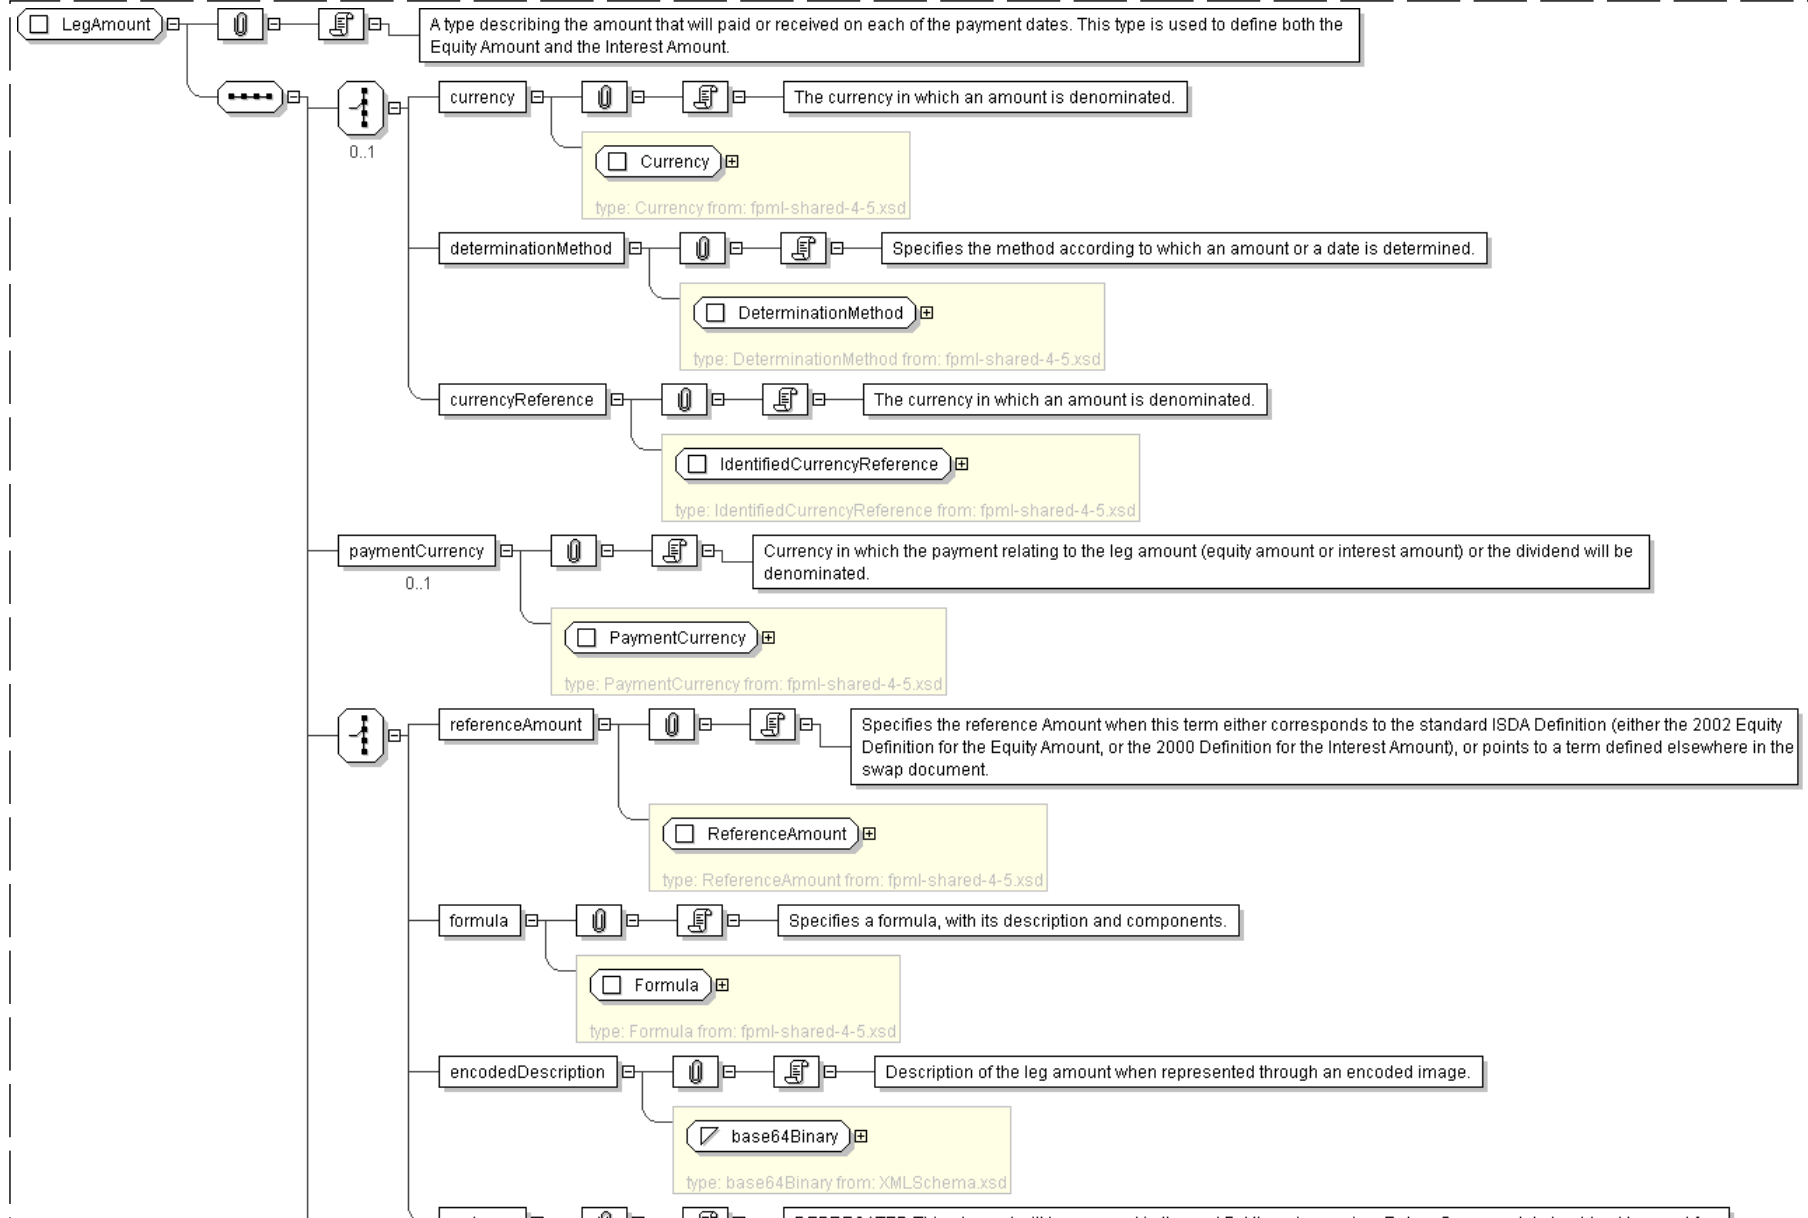 LegAmount
A type describing the amount that will paid or received on each of the payment dates. This type is used to define both the
Equity Amount and the Interest Amount.
0..1
currency
The currency in which an amount is denominated.
Currency
type: Currency from: fpml-shared-4-5.xsd
determinationMethod
Specifies the method according to which an amount or a date is determined.
DeterminationMethod
type: DeterminationMethod from: fpml-shared-4-5.xsd
currencyReference
The currency in which an amount is denominated.
IdentifiedCurrencyReference
type: IdentifiedCurrencyReference from: fpml-shared-4-5.xsd
paymentCurrency
0..1
Currency in which the payment relating to the leg amount (equity amount or interest amount) or the dividend will be
denominated.
PaymentCurrency
type: PaymentCurrency from: fpml-shared-4-5.xsd
referenceAmount
Specifies the reference Amount when this term either corresponds to the standard ISDA Definition (either the 2002 Equity
Definition for the Equity Amount, or the 2000 Definition for the Interest Amount), or points to a term defined elsewhere in the
swap document.
ReferenceAmount
type: ReferenceAmount from: fpml-shared-4-5.xsd
formula
Specifies a formula, with its description and components.
Formula
type: Formula from: fpml-shared-4-5.xsd
encodedDescription
Description of the leg amount when represented through an encoded image.
base64Binary
type: base64Binary from: XMLSchema.xsd